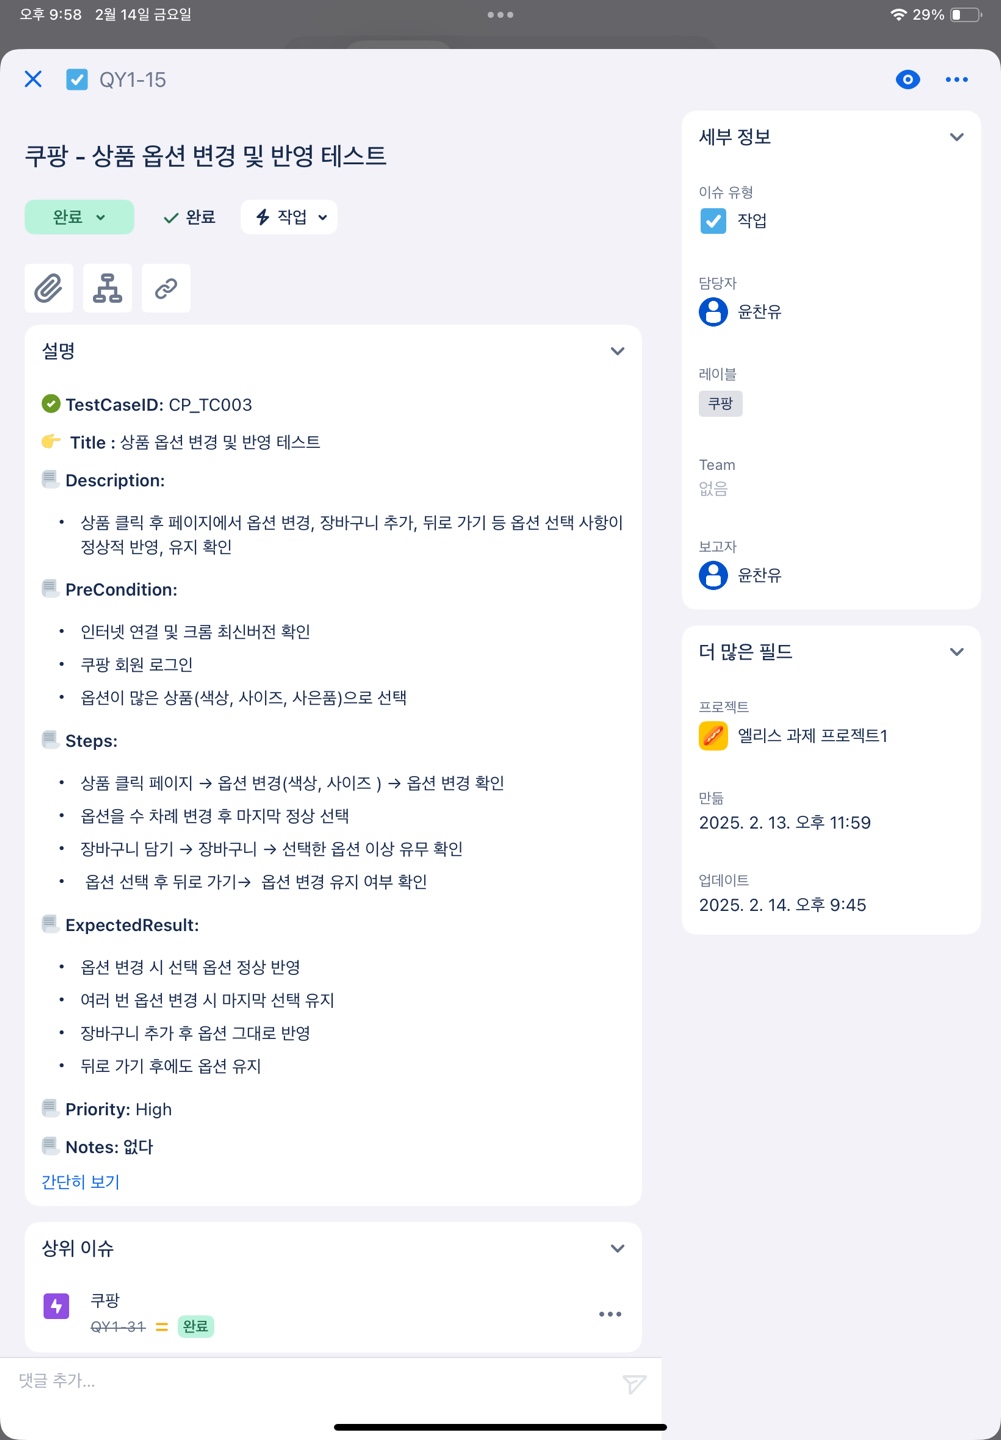 오후 9:58 2월 14일 금요일
29%
QY1-15
쿠팡 - 상품 옵션 변경 및 반영 테스트
완료
완료
작업
설명
TestCaseID: CP_TC003
Title : 상품 옵션 변경 및 반영 테스트
Description:
• 상품 클릭 후 페이지에서 옵션 변경, 장바구니 추가, 뒤로 가기 등 옵션 선택 사항이
정상적 반영, 유지 확인
PreCondition:
• 인터넷 연결 및 크롬 최신버전 확인
• 쿠팡 회원 로그인
• 옵션이 많은 상품(색상, 사이즈, 사은품)으로 선택
Steps:
• 상품 클릭 페이지 → 옵션 변경(색상, 사이즈 ) → 옵션 변경 확인
• 옵션을 수 차례 변경 후 마지막 정상 선택
• 장바구니 담기 → 장바구니 → 선택한 옵션 이상 유무 확인
• 옵션 선택 후 뒤로 가기→ 옵션 변경 유지 여부 확인
ExpectedResult:
• 옵션 변경 시 선택 옵션 정상 반영
• 여러 번 옵션 변경 시 마지막 선택 유지
• 장바구니 추가 후 옵션 그대로 반영
• 뒤로 가기 후에도 옵션 유지
Priority: High
Notes: 없다
간단히 보기
상위 이슈
쿠팡
QY1-31 완료
댓글 추가...
세부 정보
이슈 유형
작업
담당자
윤찬유
레이블
쿠팡
Team
없음
보고자
윤찬유
더 많은 필드
프로젝트
엘리스 과제 프로젝트1
만듦
2025. 2. 13. 오후 11:59
업데이트
2025. 2. 14. 오후 9:45